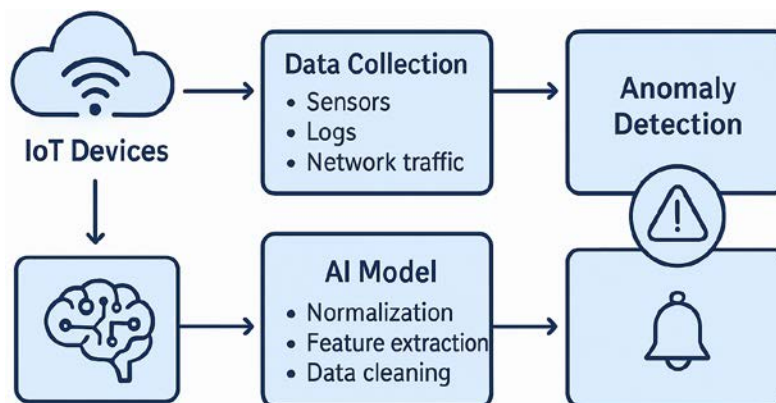 IoT Devices
Data Collection
• Sensors
• Logs
• Network traffic
Anomaly
Detection
AI Model
• Normalization
• Feature extraction
• Data cleaning